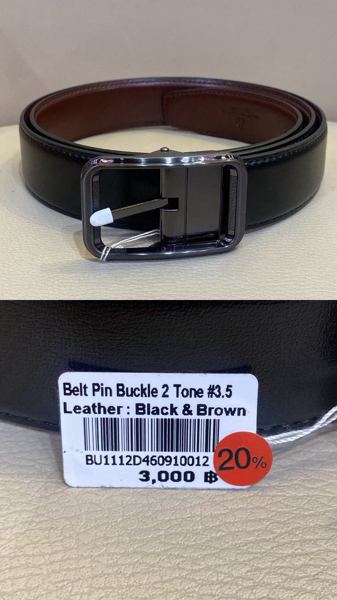 Belt Pin Buckle 2 Tone #3.5
Leather : Black & Brown
BU1112D460910012
20%
3,000 ฿